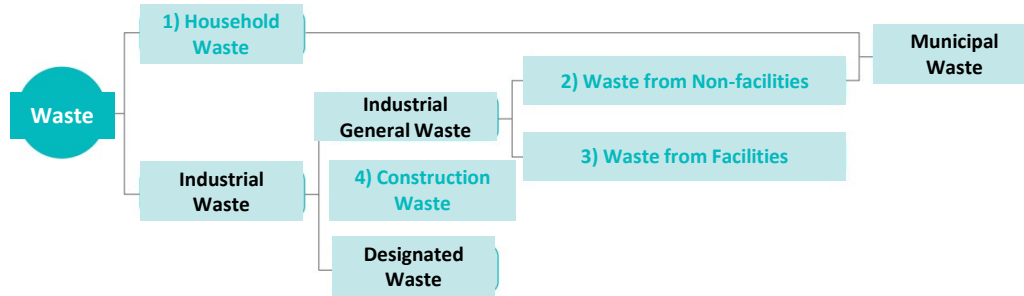 1) Household
Waste
Municipal
Waste
Waste
2) Waste from Non-facilities
Industrial
General Waste
3) Waste from Facilities
Industrial
Waste
4) Construction
Waste
Designated
Waste